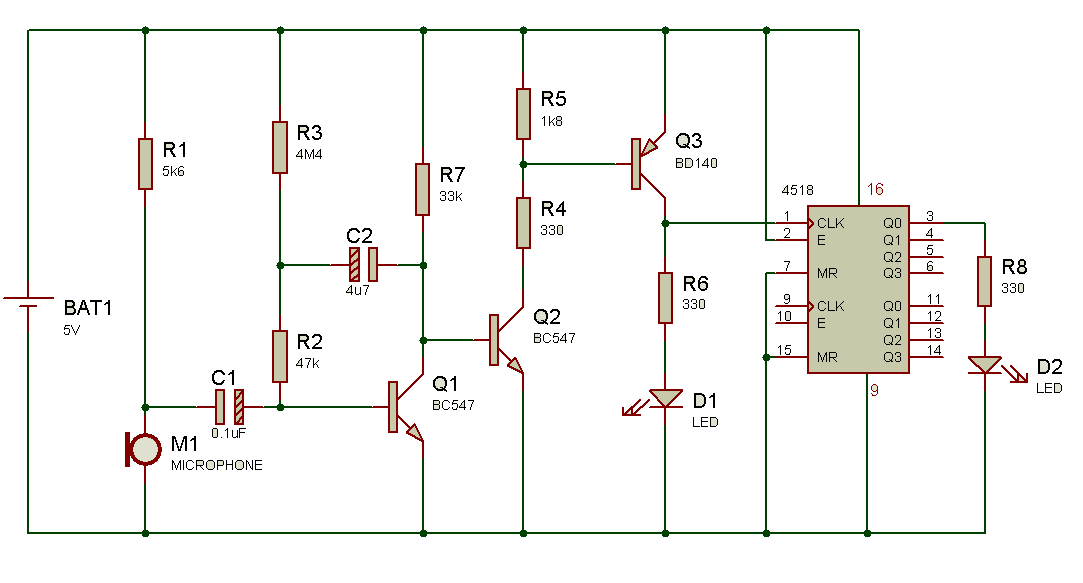 BAT1
5V
R1
5k6
M1
MICROPHONE
C1
0.1uF
R3
4M4
R2
47k
C2
4u7
R7
33k
Q1
BC547
R5
1k8
R4
330
Q2
BC547
Q3
BD140
R6
330
D1
LED
4518
16
1 CLK Q0 3
2 E Q1 4
Q2 5
7 MR Q3 6
9 CLK Q0 11
10 E Q1 12
Q2 13
15 MR Q3 14
9
R8
330
D2
LED